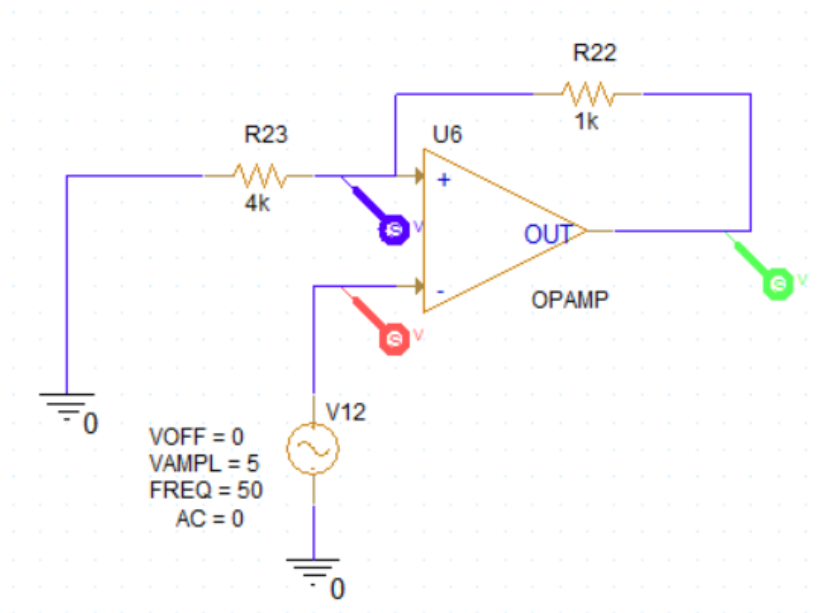 R22
1k
R23
4k
U6
+
-
OUT
OPAMP
V
V
V
0
V12
VOFF = 0
VAMPL = 5
FREQ = 50
AC = 0
0